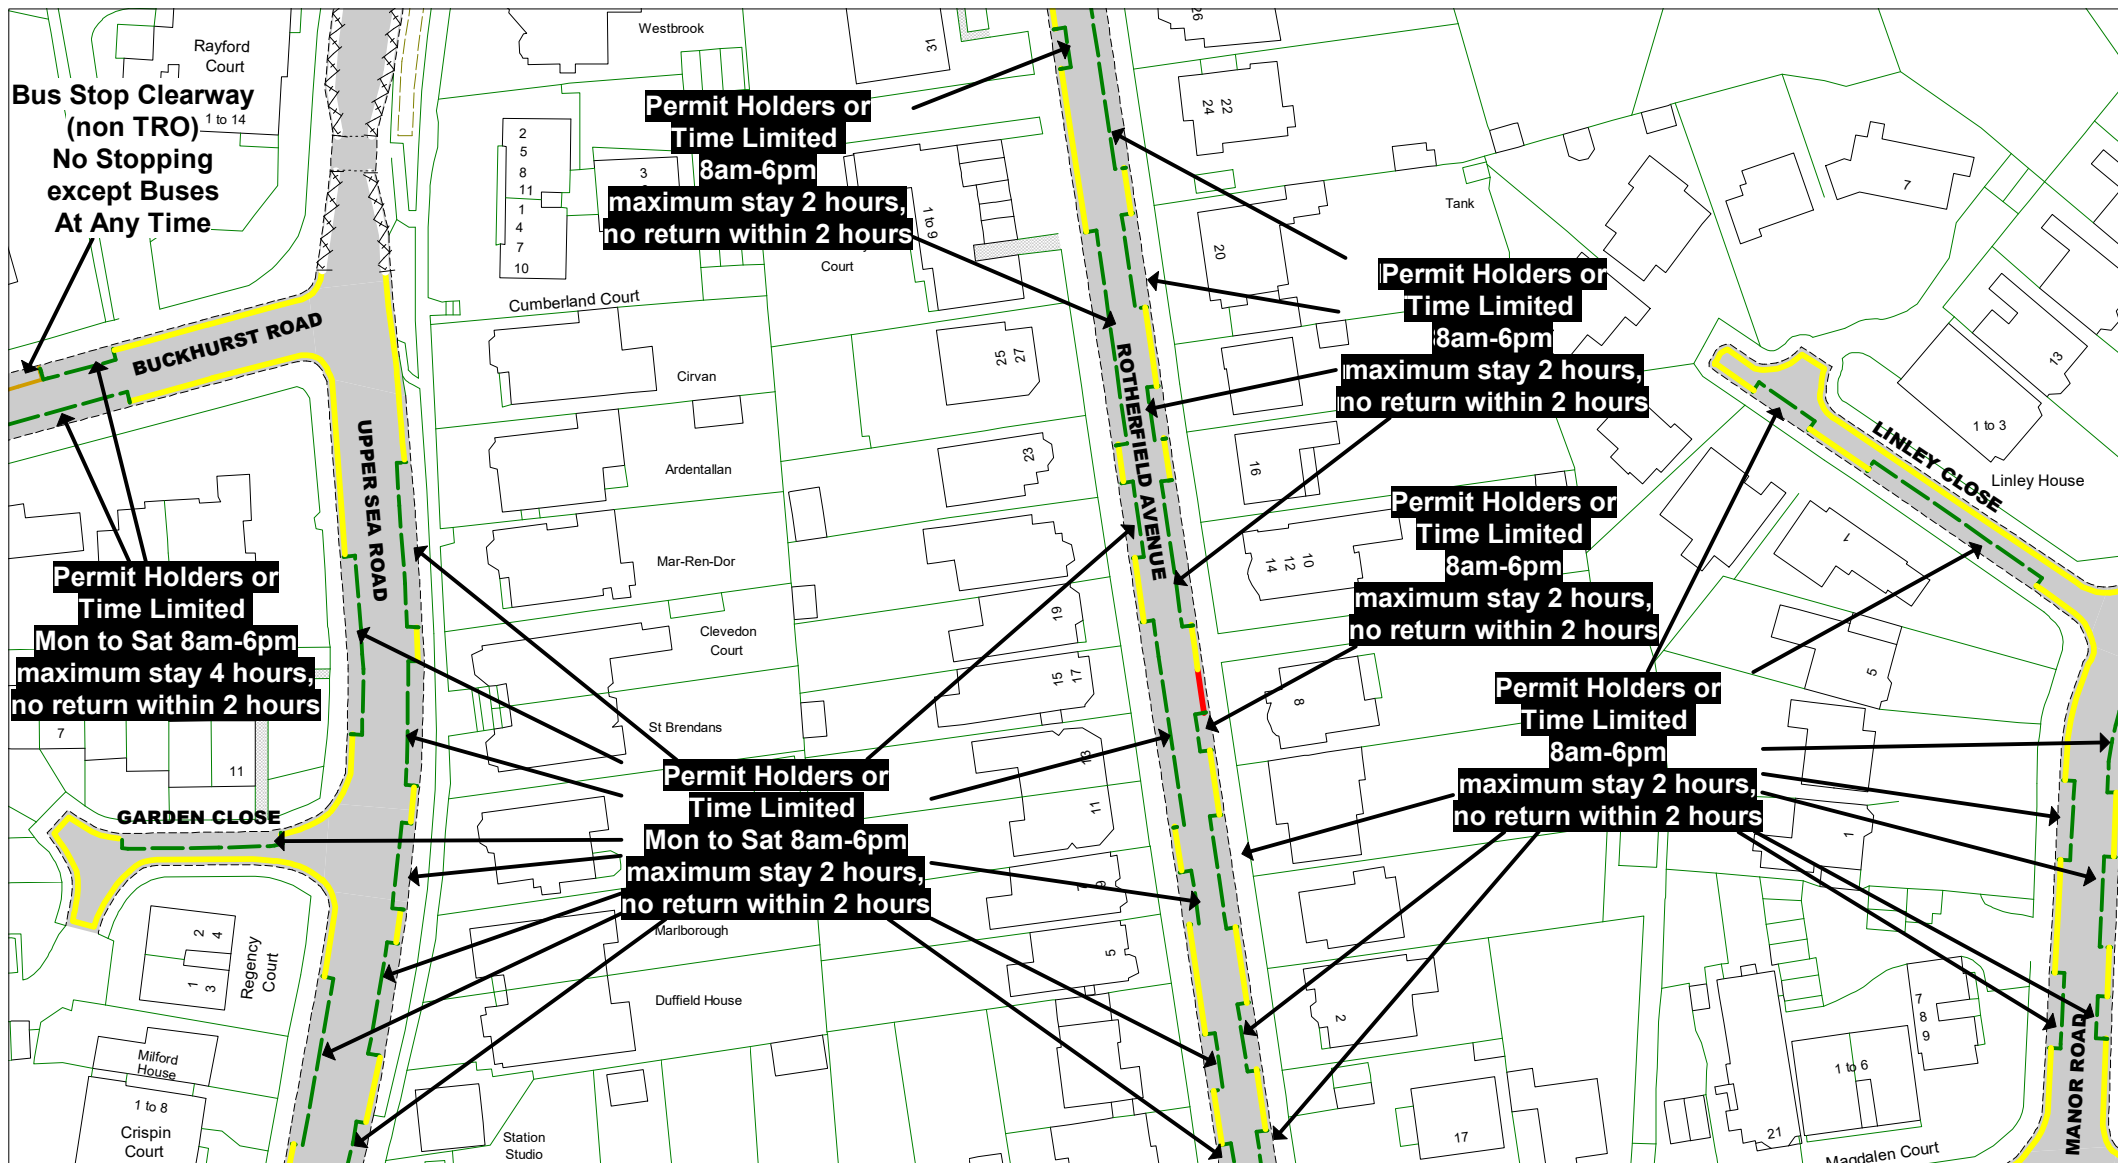 Westbrook
31
26
Rayford
Court
1 to 14
Bus Stop Clearway
(non TRO)
No Stopping
except Buses
At Any Time
Permit Holders or
Time Limited
8am-6pm
maximum stay 2 hours,
no return within 2 hours
24
22
2
5
8
11
1
4
7
10
3
1 to 9
Court
Tank
7
20
Permit Holders or
Time Limited
8am-6pm
maximum stay 2 hours,
no return within 2 hours
Cumberland Court
BUCKHURST ROAD
Cirvan
25
27
ROTHERFIELD AVENUE
13
1 to 3
LINLEY CLOSE
Linley House
UPPER SEA ROAD
Ardentallan
23
16
Mar-Ren-Dor
14
12
10
Permit Holders or
Time Limited
8am-6pm
maximum stay 2 hours,
no return within 2 hours
1
Permit Holders or
Time Limited
Mon to Sat 8am-6pm
maximum stay 4 hours,
no return within 2 hours
Clevedon
Court
19
17
15
5
8
St Brendans
7
11
Permit Holders or
Time Limited
8am-6pm
maximum stay 2 hours,
no return within 2 hours
Permit Holders or
Time Limited
Mon to Sat 8am-6pm
maximum stay 2 hours,
no return within 2 hours
13
11
1
GARDEN CLOSE
Marlborough
5
2
4
1
3
Regency
Court
Duffield House
2
7
8
9
Milford
House
1 to 6
MANOR ROAD
1 to 8
Crispin
Court
Station
Studio
17
21
Magdalen Court